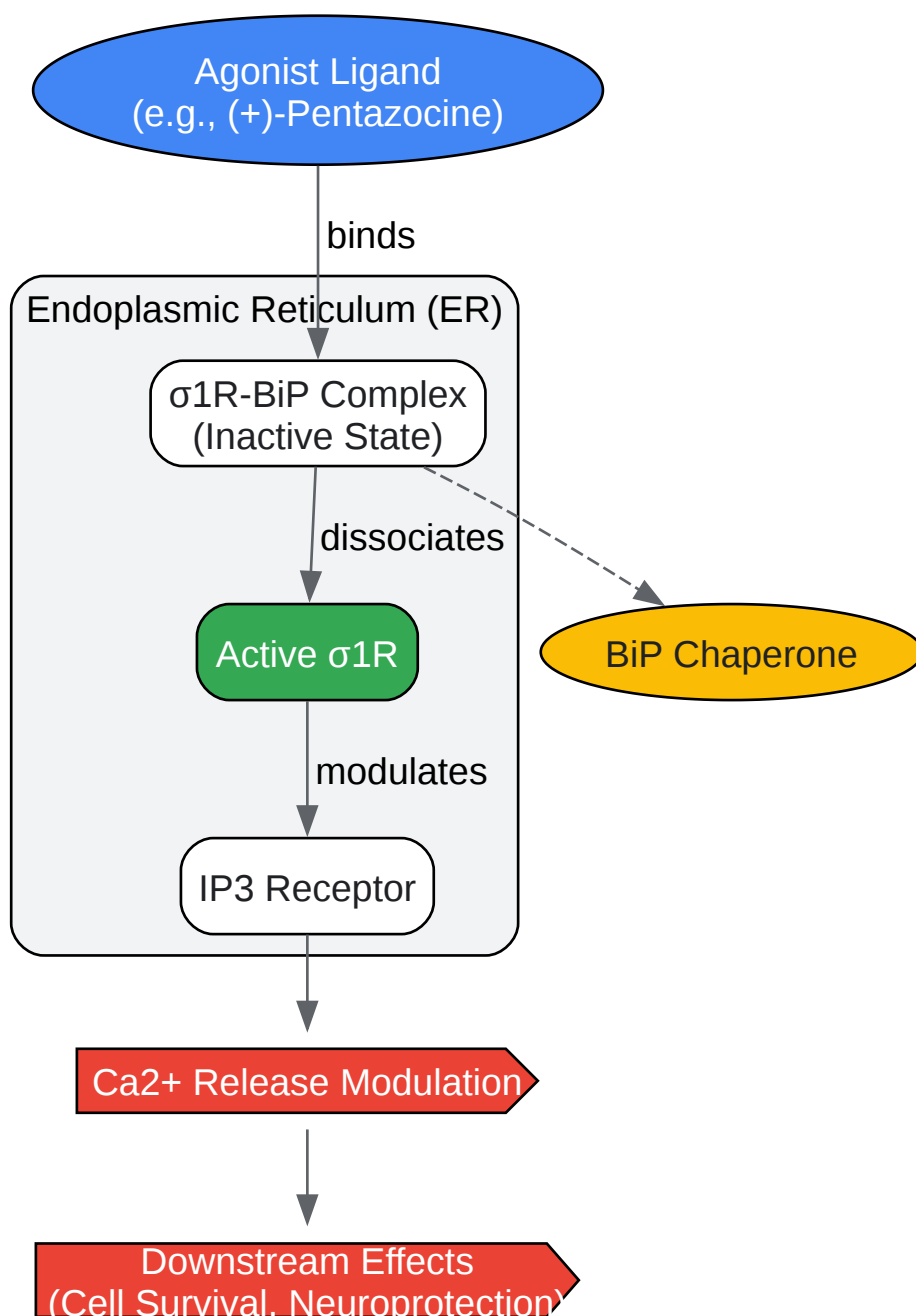 Agonist Ligand
(e.g., (+)-Pentazocine)
binds
Endoplasmic Reticulum (ER)
σ1R-BiP Complex
(Inactive State)
dissociates
Active σ1R
BiP Chaperone
modulates
IP3 Receptor
Ca2+ Release Modulation
Downstream Effects
(Cell Survival, Neuroprotection)